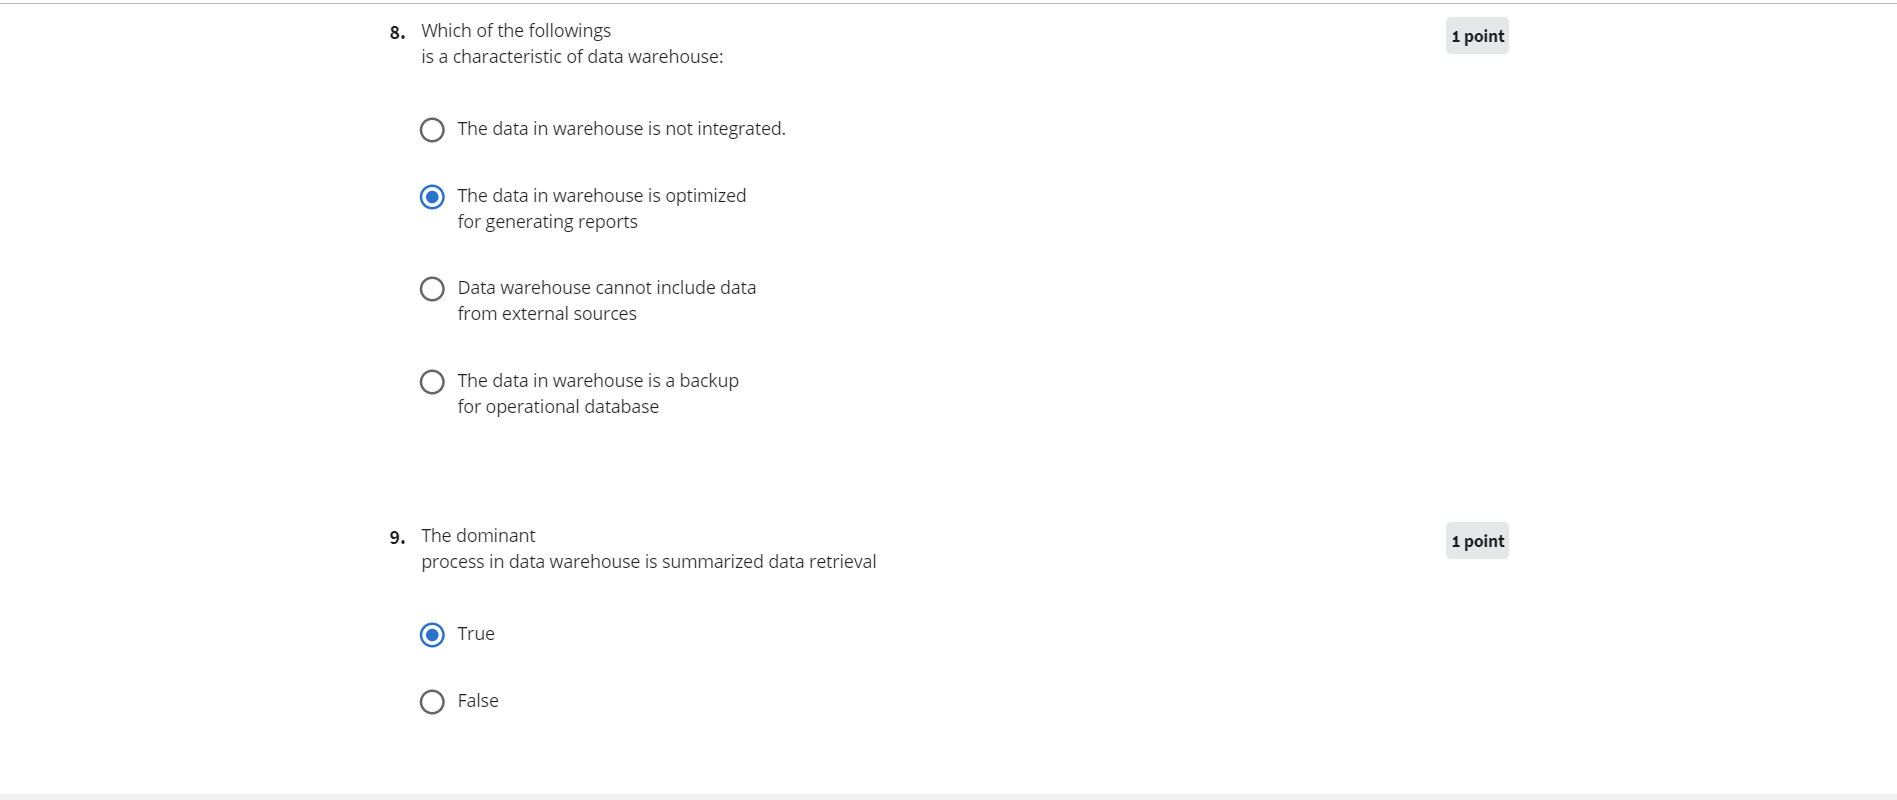 8. Which of the followings
is a characteristic of data warehouse:
1 point
The data in warehouse is not integrated.
The data in warehouse is optimized
for generating reports
Data warehouse cannot include data
from external sources
The data in warehouse is a backup
for operational database
9. The dominant
process in data warehouse is summarized data retrieval
1 point
True
False